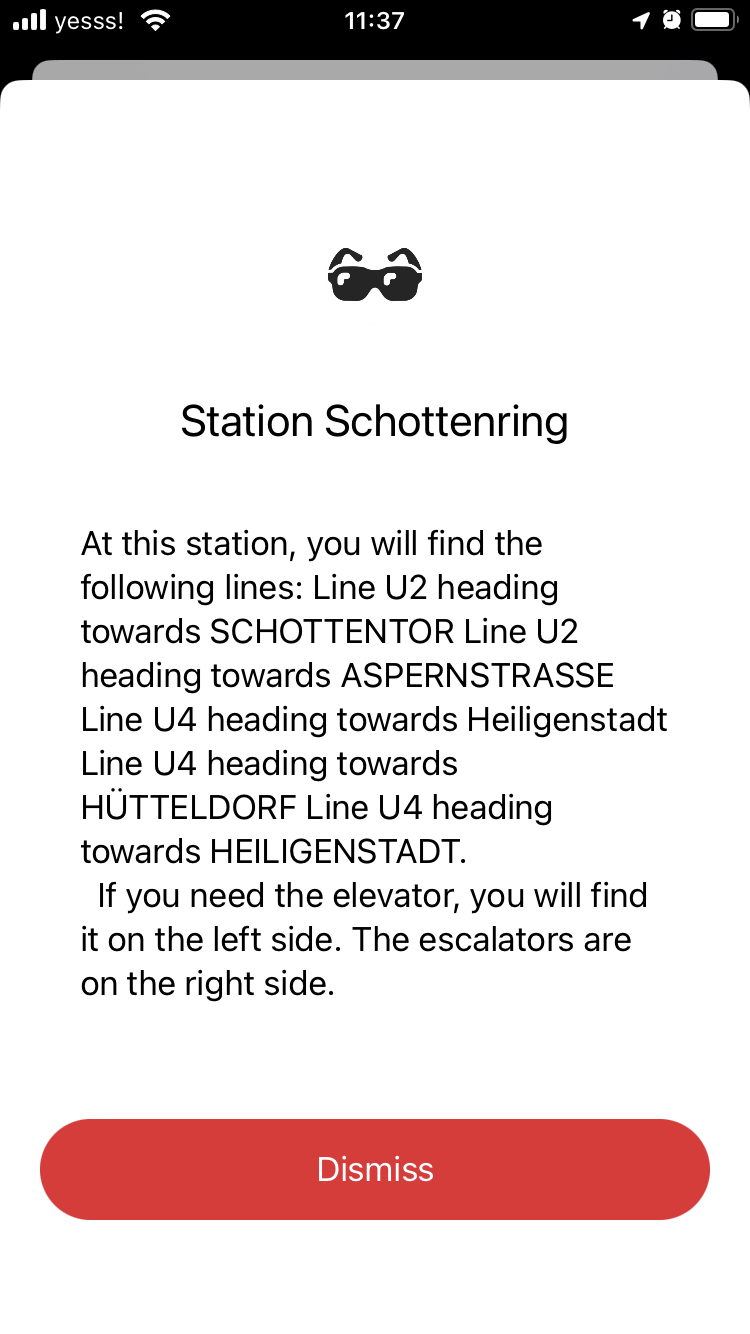 yesss!
11:37
Station Schottenring
At this station, you will find the
following lines: Line U2 heading
towards SCHOTTENTOR Line U2
heading towards ASPERNSTRASSE
Line U4 heading towards Heiligenstadt
Line U4 heading towards
HÜTTELDORF Line U4 heading
towards HEILIGENSTADT.
If you need the elevator, you will find
it on the left side. The escalators are
on the right side.
Dismiss